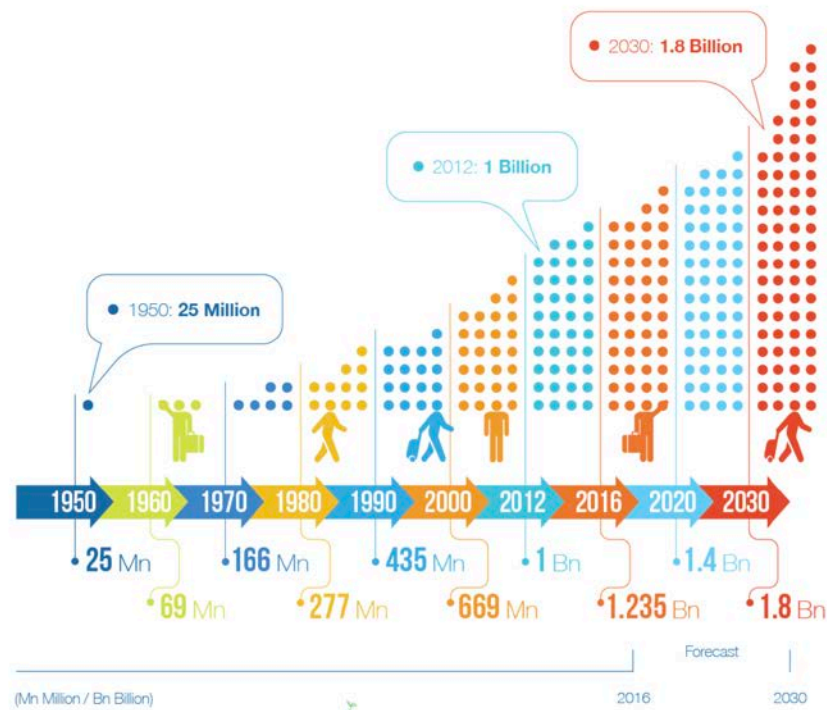 2030: 1.8 Billion
2012: 1 Billion
1950: 25 Million
1950 1960 1970 1980 1990 2000 2012 2016 2020 2030
25 Mn 166 Mn 435 Mn 1 Bn 1.4 Bn
69 Mn 277 Mn 669 Mn 1.235 Bn 1.8 Bn
Forecast
(Mn Million / Bn Billion) 2016 2030